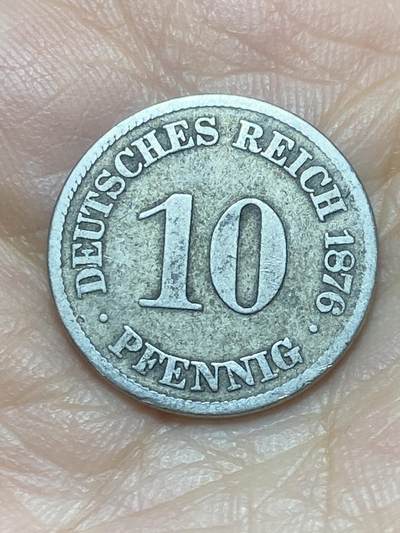 DEUTSCHES REICH 1876
10
· PFENNIG ·